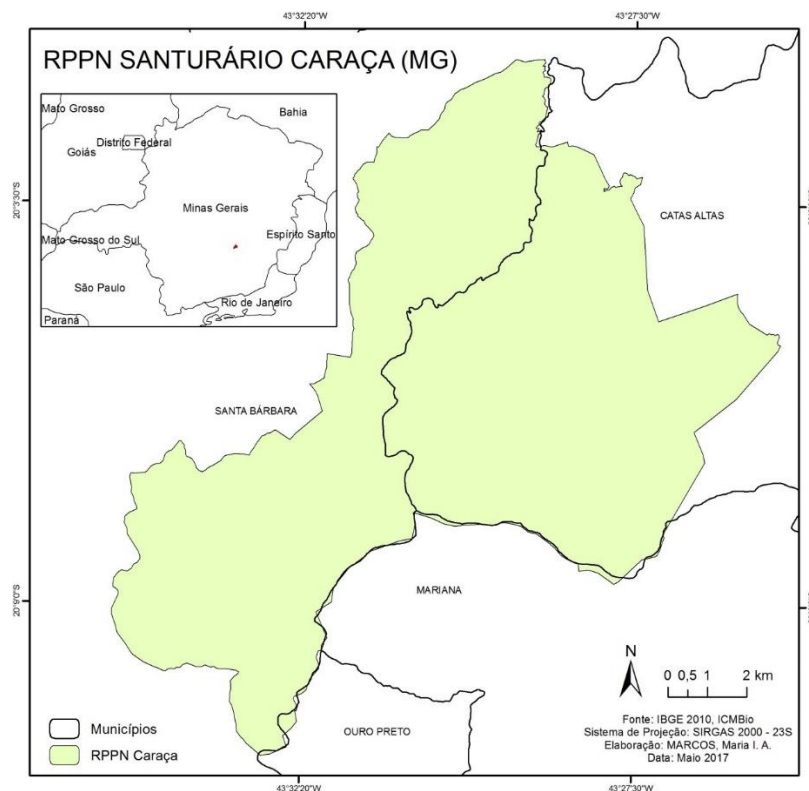 43°32'20"W
43°27'30"W
RPPN SANTURÁRIO CARAÇA (MG)
Mato Grosso
Bahia
Distrito Federal
Goiás
Minas Gerais
Espírito Santo
Mato Grosso do Sul
São Paulo
Rio de Janeiro
Paraná
20°3'30"S
CATAS ALTAS
SANTA BÁRBARA
MARIANA
20°9'0"S
N
0 0,5 1 2 km
Municípios
RPPN Caraça
OURO PRETO
Fonte: IBGE 2010, ICMBio
Sistema de Projeção: SIRGAS 2000 - 23S
Elaboração: MARCOS, Maria I. A.
Data: Maio 2017
43°32'20"W
43°27'30"W